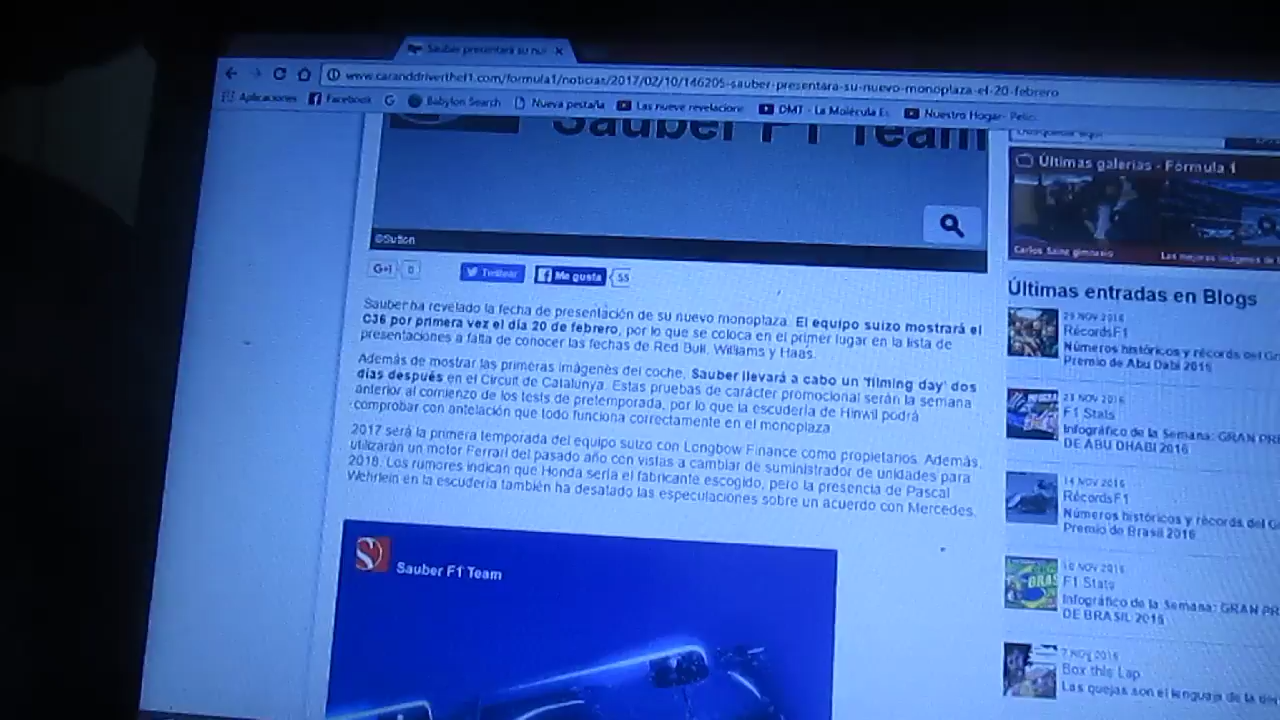 Sauber presentará su nu
www.caranddriverthef1.com/formula1/noticias/2017/02/10/146205-sauber-presentara-su-nuevo-monoplaza-el-20-febrero
Aplicaciones Facebook Babylon Search Nueva pestaña Las nueve revelacione DMT - La Molécula Es Nuestro Hogar- Pelic
Sauber F1 Team
©Sutton
G+1 0 Twittear Me gusta 55
Sauber ha revelado la fecha de presentación de su nuevo monoplaza. El equipo suizo mostrará el
C36 por primera vez el día 20 de febrero, por lo que se coloca en el primer lugar en la lista de
presentaciones a falta de conocer las fechas de Red Bull, Williams y Haas.
Además de mostrar las primeras imágenes del coche, Sauber llevará a cabo un 'filming day' dos
días después en el Circuit de Catalunya. Estas pruebas de carácter promocional serán la semana
anterior al comienzo de los tests de pretemporada, por lo que la escudería de Hinwil podrá
comprobar con antelación que todo funciona correctamente en el monoplaza.
2017 será la primera temporada del equipo suizo con Longbow Finance como propietarios. Además,
utilizarán un motor Ferrari del pasado año con vistas a cambiar de suministrador de unidades para
2018. Los rumores indican que Honda sería el fabricante escogido, pero la presencia de Pascal
Wehrlein en la escudería también ha desatado las especulaciones sobre un acuerdo con Mercedes.
Sauber F1 Team
Últimas galerías - Fórmula 1
Carlos Sainz gimnasio Las mejores imágenes de
Últimas entradas en Blogs
29 NOV 2016
RécordsF1
Números históricos y récords del G
Premio de Abu Dabi 2016
23 NOV 2016
F1 Stats
Infográfico de la Semana: GRAN PRE
DE ABU DHABI 2016
14 NOV 2016
RécordsF1
Números históricos y récords del G
Premio de Brasil 2016
10 NOV 2016
F1 Stats
Infográfico de la Semana: GRAN PR
DE BRASIL 2016
7 NOV 2016
Box this Lap
Las quejas son el lenguaje de la de